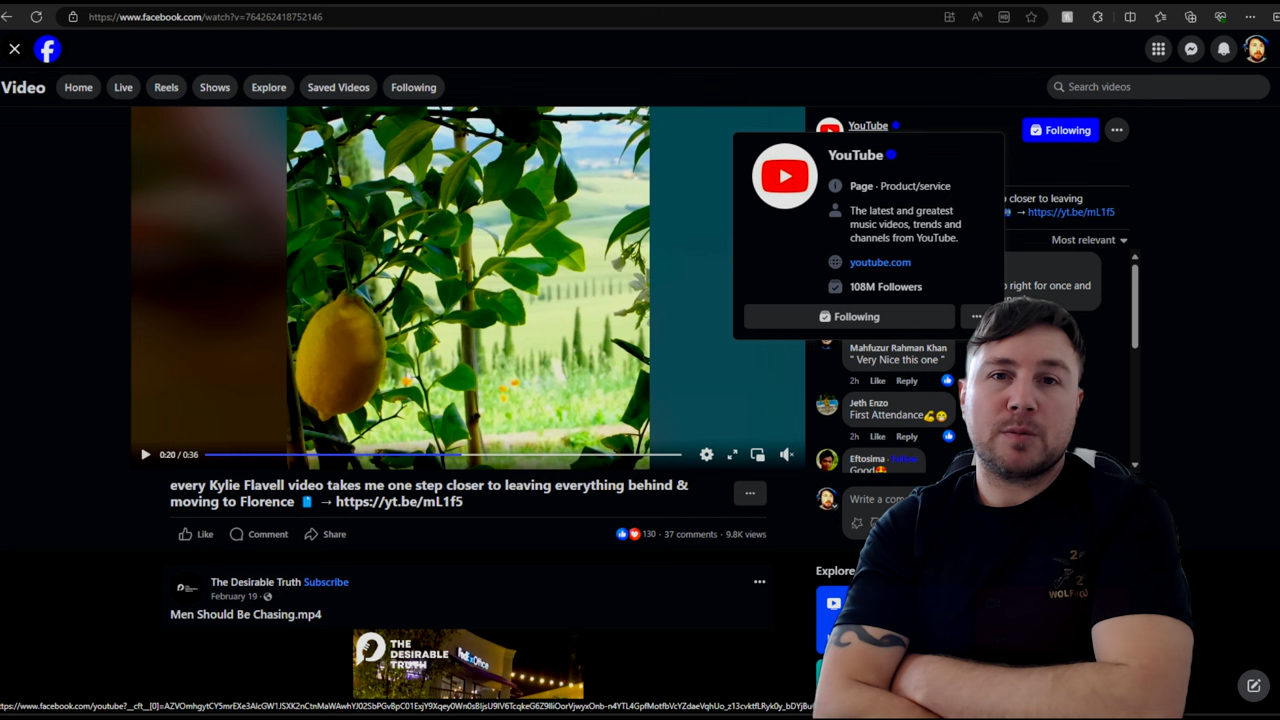 https://www.facebook.com/watch?v=764262418752146
Video
Home
Live
Reels
Shows
Explore
Saved Videos
Following
Search videos
YouTube
Following
YouTube
Page · Product/service
The latest and greatest
music videos, trends and
channels from YouTube.
youtube.com
108M Followers
Following
closer to leaving
→ https://yt.be/mL1f5
Most relevant
right for once and
Mahfuzur Rahman Khan
" Very Nice this one "
2h Like Reply
Jeth Enzo
First Attendance💪😁
2h Like Reply
Eftosima
Good🥰
Write a com
0:20 / 0:36
every Kylie Flavell video takes me one step closer to leaving everything behind &
moving to Florence 📘 → https://yt.be/mL1f5
Like
Comment
Share
130 · 37 comments · 9.8K views
Explore
The Desirable Truth Subscribe
February 19 ·
Men Should Be Chasing.mp4
THE
DESIRABLE
TRUTH
FedEx Office
WOLF